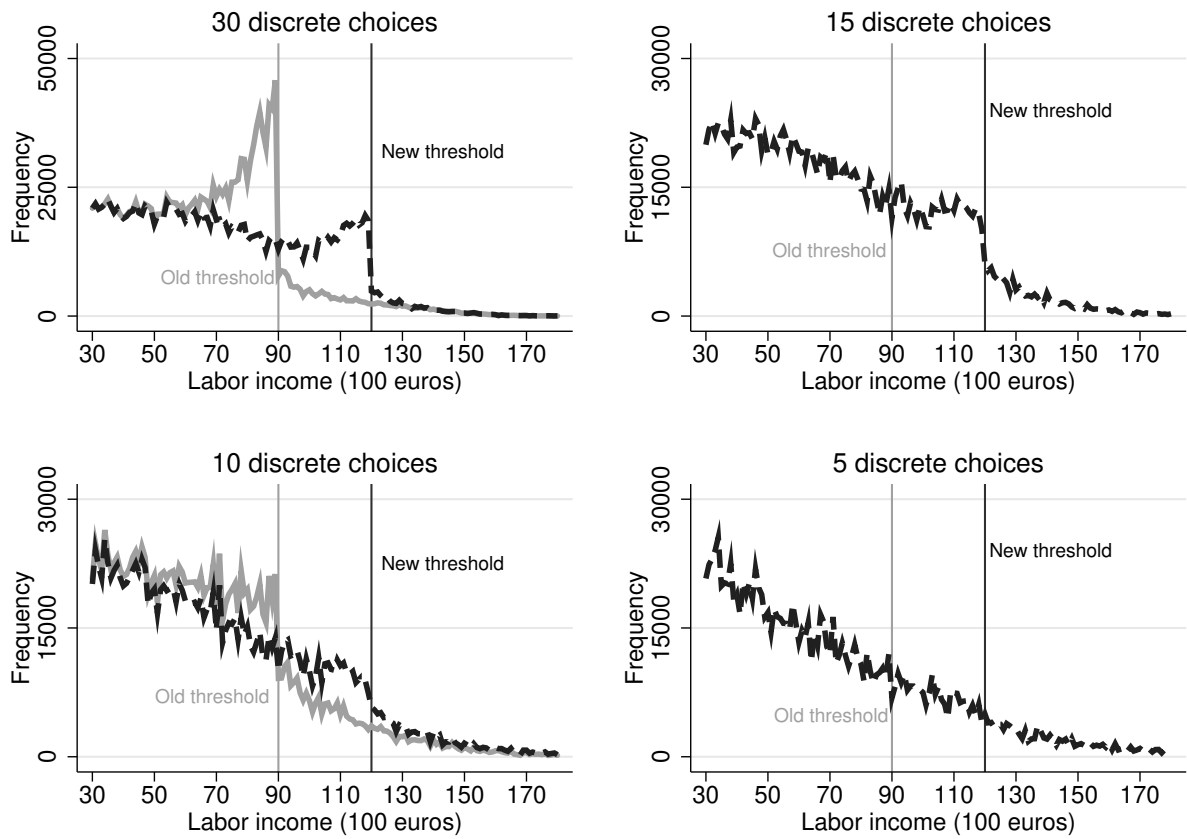 30 discrete choices
50000
25000
0
Frequency
New threshold
Old threshold
30 50 70 90 110 130 150 170
Labor income (100 euros)
15 discrete choices
30000
15000
0
Frequency
New threshold
Old threshold
30 50 70 90 110 130 150 170
Labor income (100 euros)
10 discrete choices
30000
15000
0
Frequency
New threshold
Old threshold
30 50 70 90 110 130 150 170
Labor income (100 euros)
5 discrete choices
30000
15000
0
Frequency
New threshold
Old threshold
30 50 70 90 110 130 150 170
Labor income (100 euros)